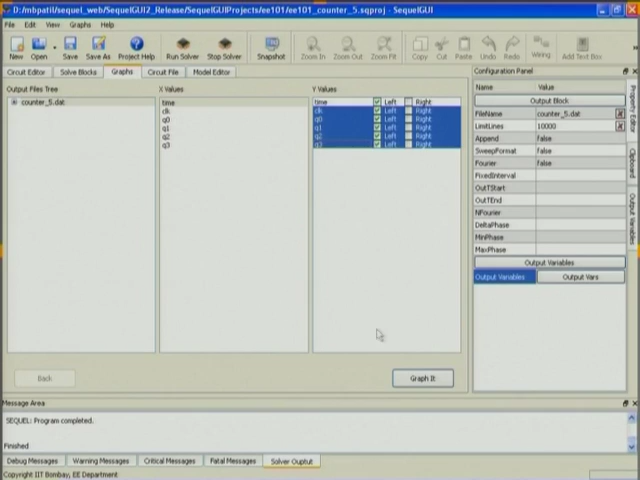 D:/mbpatil/sequel_web/SequelGUI2_Release/SequelGUIProjects/ee101/ee101_counter_5.sqproj - SequelGUI
File Edit View Graphs Help
New Open Save Save As Project Help Run Solver Stop Solver Snapshot Zoom In Zoom Out Zoom Fit Copy Cut Paste Undo Redo Wiring Add Text Box
Circuit Editor Solve Blocks Graphs Circuit File Model Editor
Configuration Panel
Output Files Tree
counter_5.dat
X Values
time
clk
q0
q1
q2
q3
Y Values
time Left Right
clk Left Right
q0 Left Right
q1 Left Right
q2 Left Right
q3 Left Right
Back
Graph It!
Name Value
Output Block
FileName counter_5.dat
LimitLines 10000
Append false
SweepFormat false
Fourier false
FixedInterval
OutTStart
OutTEnd
NFourier
DeltaPhase
MinPhase
MaxPhase
Output Variables
Output Variables Output Vars
Property Editor
Clipboard
Output Variables
Message Area
SEQUEL: Program completed.
Finished
Debug Messages Warning Messages Critical Messages Fatal Messages Solver Ouptut
Copyright IIT Bombay, EE Department